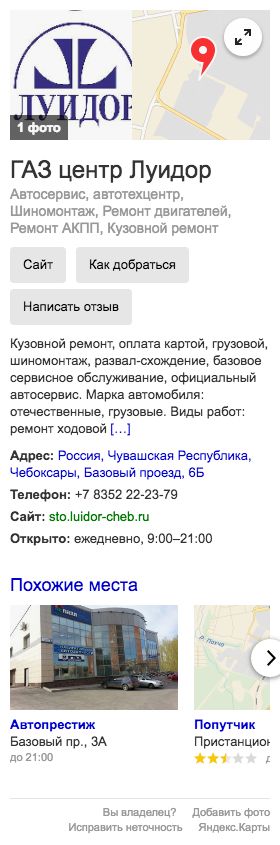 ЛУИДОР
1 фото
ГАЗ центр Луидор
Автосервис, автотехцентр,
Шиномонтаж, Ремонт двигателей,
Ремонт АКПП, Кузовной ремонт
Сайт
Как добраться
Написать отзыв
Кузовной ремонт, оплата картой, грузовой,
шиномонтаж, развал-схождение, базовое
сервисное обслуживание, официальный
автосервис. Марка автомобиля:
отечественные, грузовые. Виды работ:
ремонт ходовой […]
Адрес: Россия, Чувашская Республика,
Чебоксары, Базовый проезд, 6Б
Телефон: +7 8352 22-23-79
Сайт: sto.luidor-cheb.ru
Открыто: ежедневно, 9:00–21:00
Похожие места
Автопрестиж
Базовый пр., 3А
до 21:00
Попутчик
Пристанцион
Вы владелец? Добавить фото
Исправить неточность Яндекс.Карты